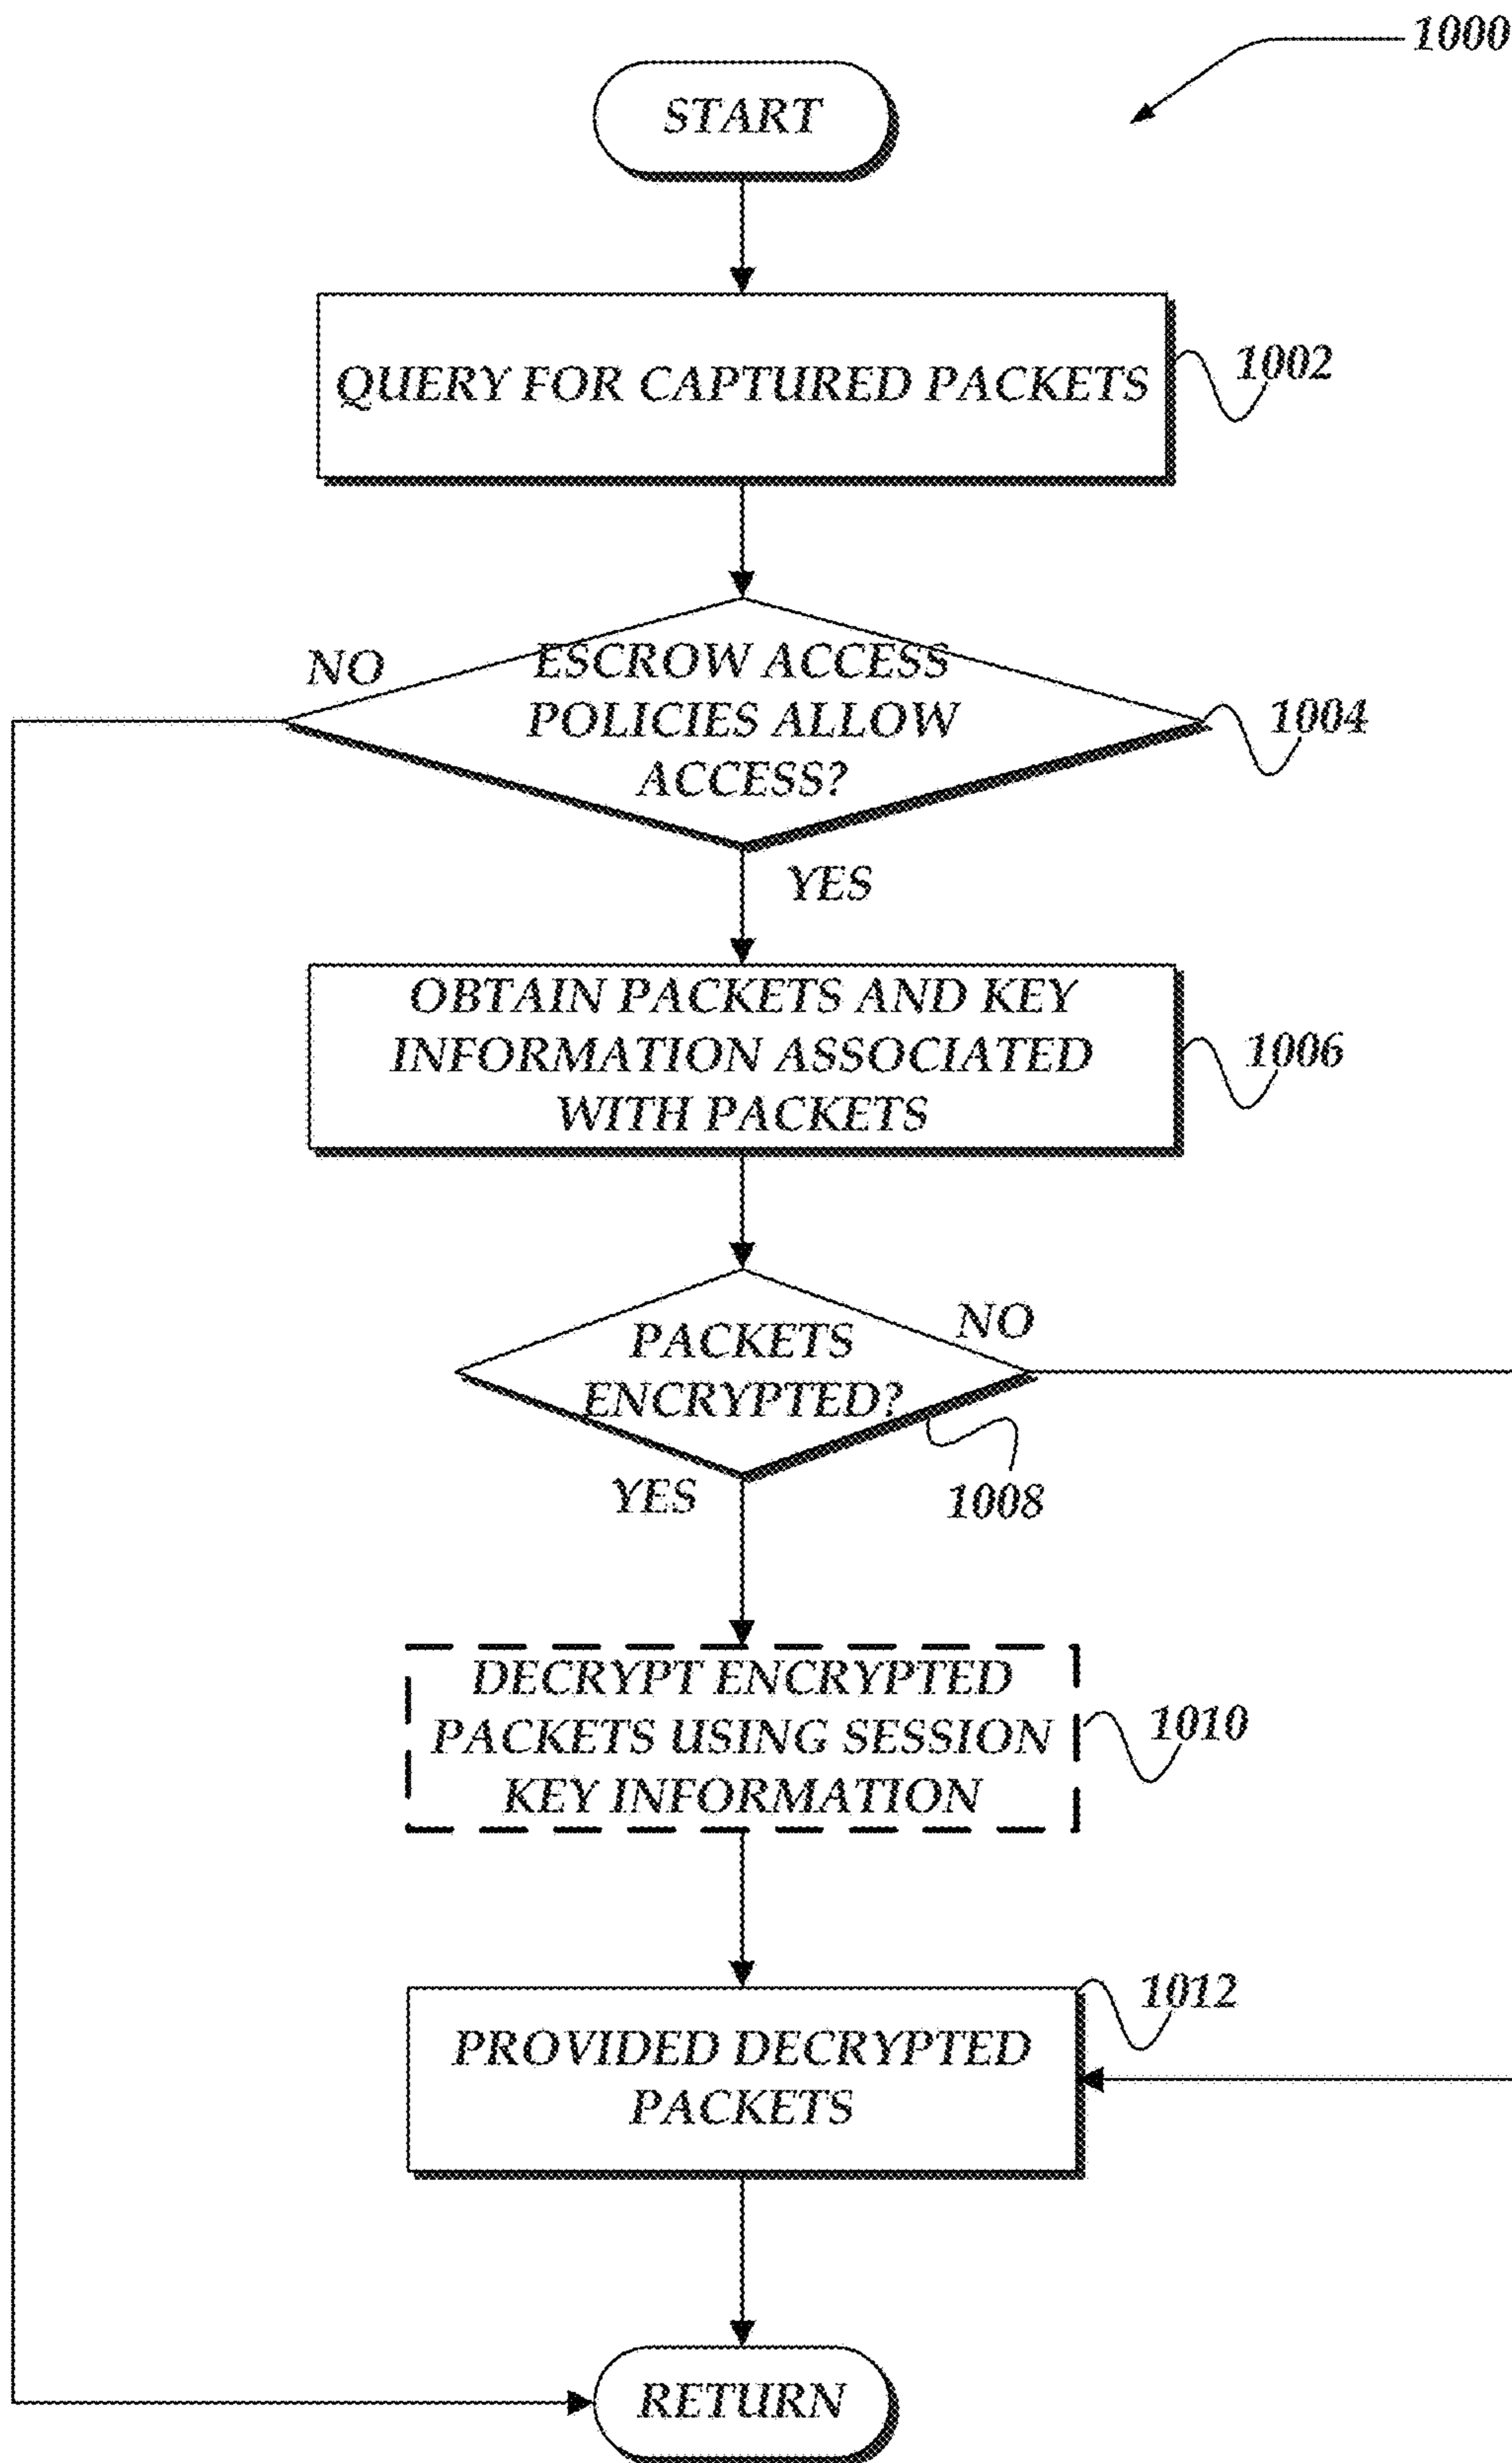 1000
START
QUERY FOR CAPTURED PACKETS
1002
NO
ESCROW ACCESS
POLICIES ALLOW
ACCESS?
1004
YES
OBTAIN PACKETS AND KEY
INFORMATION ASSOCIATED
WITH PACKETS
1006
PACKETS
ENCRYPTED?
NO
YES
1008
DECRYPT ENCRYPTED
PACKETS USING SESSION
KEY INFORMATION
1010
PROVIDED DECRYPTED
PACKETS
1012
RETURN